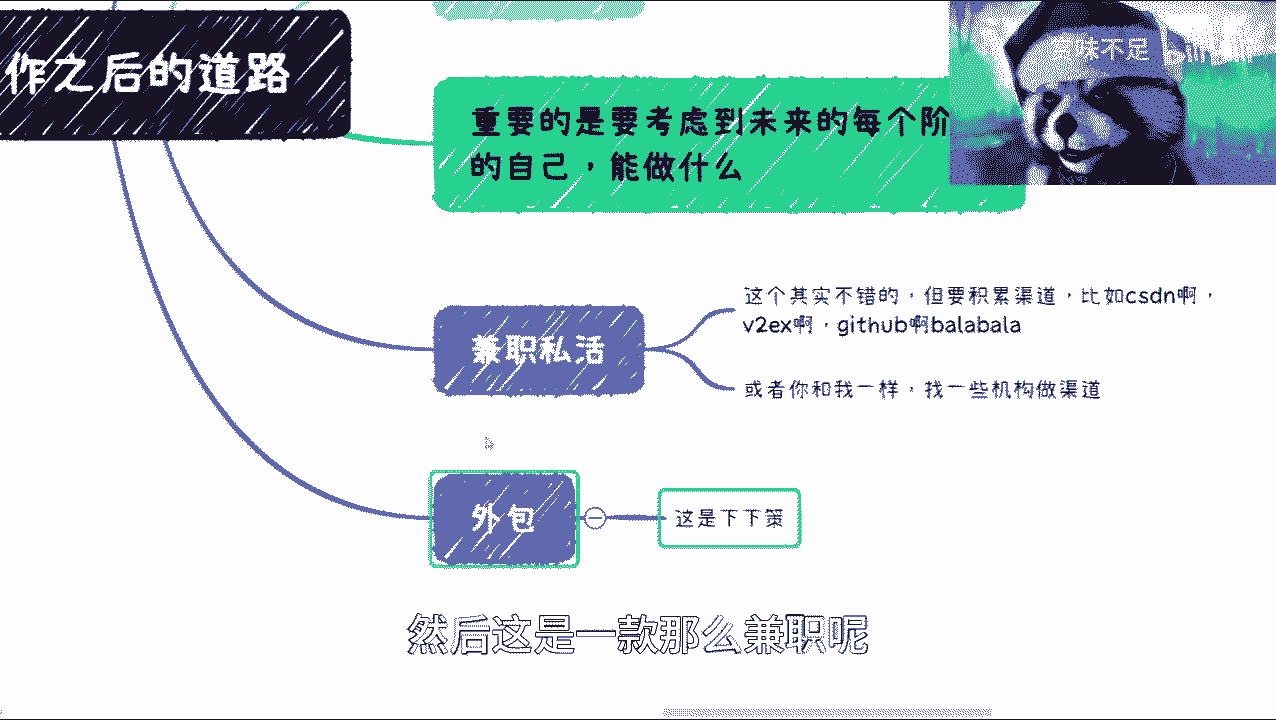 作之后的道路
重要的是要考虑到未来的每个阶
的自己，能做什么
味不足
这个其实不错的，但要积累渠道，比如csdn啊，
v2ex啊，github啊balabala
兼职私活
或者你和我一样，找一些机构做渠道
外包
这是下下策
然后这是一款那么兼职呢